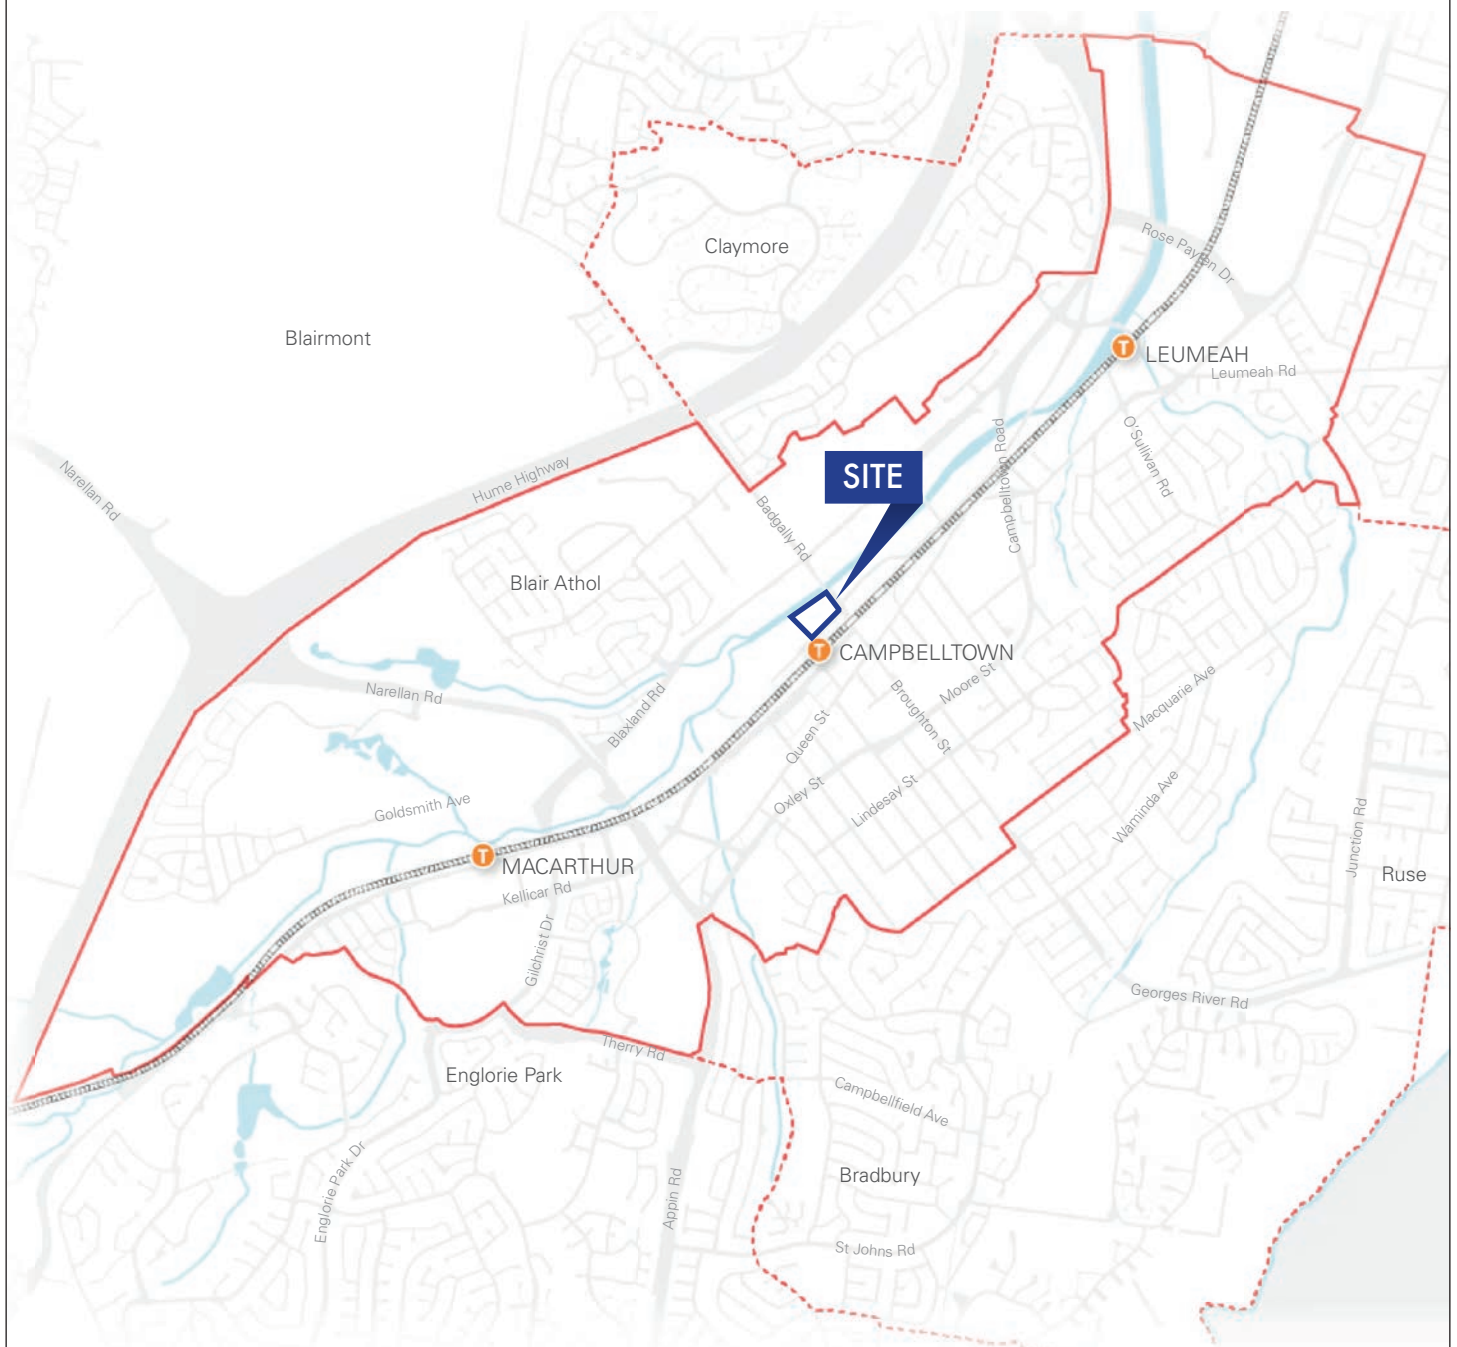 Claymore
Rose Payten Dr
Blairmont
T LEUMEAH
Leumeah Rd
O'Sullivan Rd
Campbelltown Road
SITE
Hume Highway
Narellan Rd
Badgally Rd
Blair Athol
T CAMPBELLTOWN
Moore St
Narellan Rd
Blaxland Rd
Broughton St
Macquarie Ave
Queen St
Oxley St
Lindesay St
Waminda Ave
Goldsmith Ave
Junction Rd
T MACARTHUR
Ruse
Kellicar Rd
Gilchrist Dr
Georges River Rd
Therry Rd
Englorie Park
Campbellfield Ave
Bradbury
Englorie Park Dr
Appin Rd
St Johns Rd